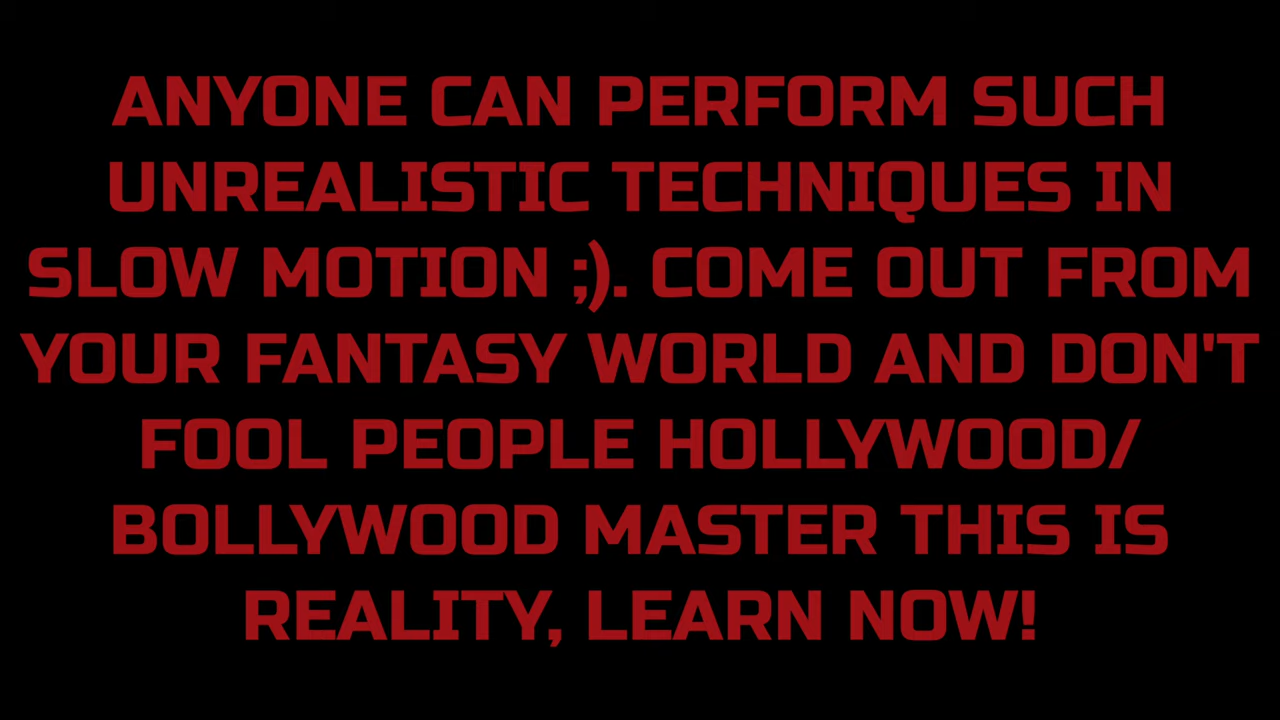 ANYONE CAN PERFORM SUCH
UNREALISTIC TECHNIQUES IN
SLOW MOTION ;). COME OUT FROM
YOUR FANTASY WORLD AND DON'T
FOOL PEOPLE HOLLYWOOD/
BOLLYWOOD MASTER THIS IS
REALITY, LEARN NOW!